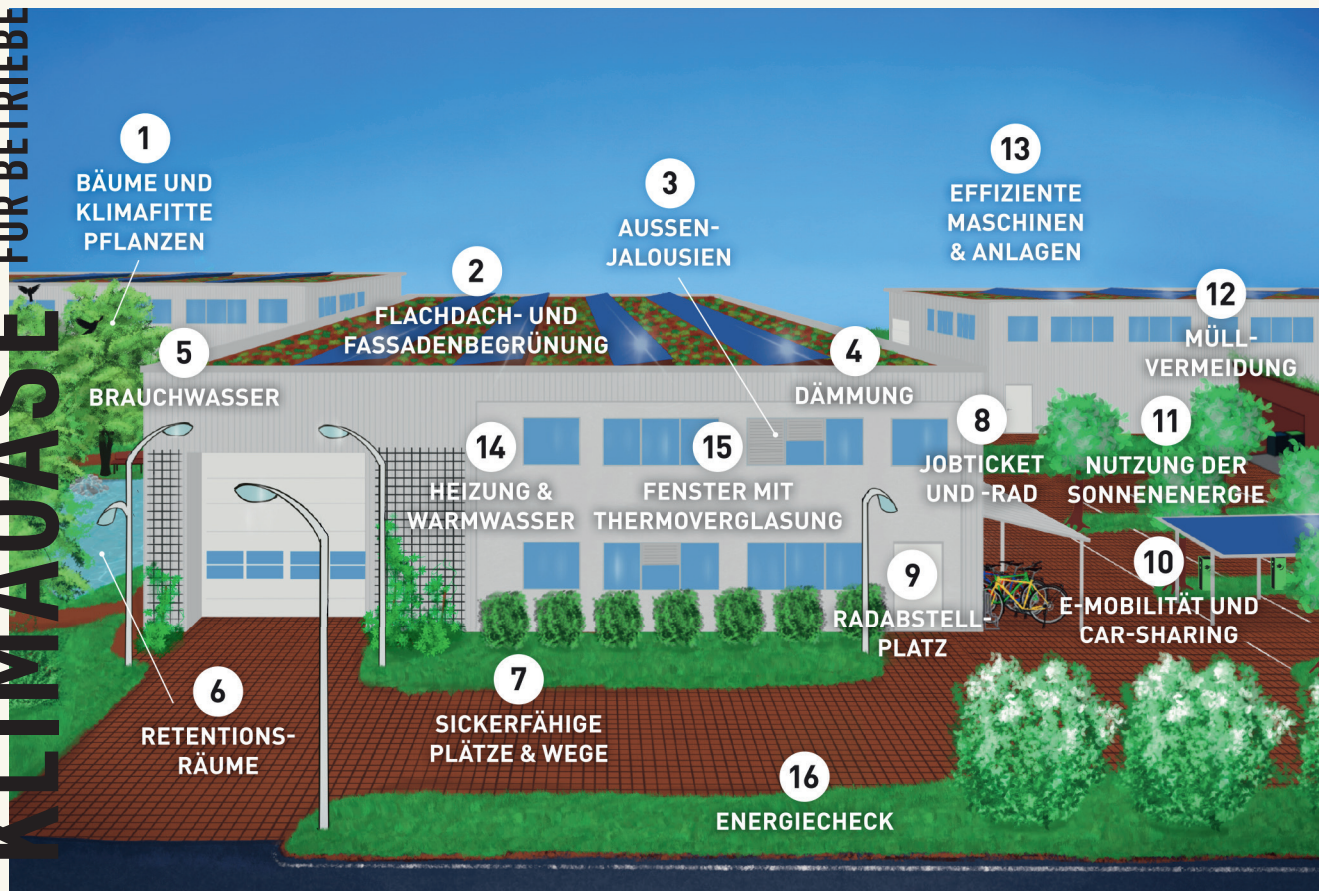 KLIMAOASE FÜR BETRIEBE
1
BÄUME UND
KLIMAFITTE
PFLANZEN
2
FLACHDACH- UND
FASSADENBEGRÜNUNG
3
AUSSEN-
JALOUSIEN
4
DÄMMUNG
5
BRAUCHWASSER
6
RETENTIONS-
RÄUME
7
SICKERFÄHIGE
PLÄTZE & WEGE
8
JOBTICKET
UND -RAD
9
RADABSTELL-
PLATZ
10
E-MOBILITÄT UND
CAR-SHARING
11
NUTZUNG DER
SONNENENERGIE
12
MÜLL-
VERMEIDUNG
13
EFFIZIENTE
MASCHINEN
& ANLAGEN
14
HEIZUNG &
WARMWASSER
15
FENSTER MIT
THERMOVERGLASUNG
16
ENERGIECHECK